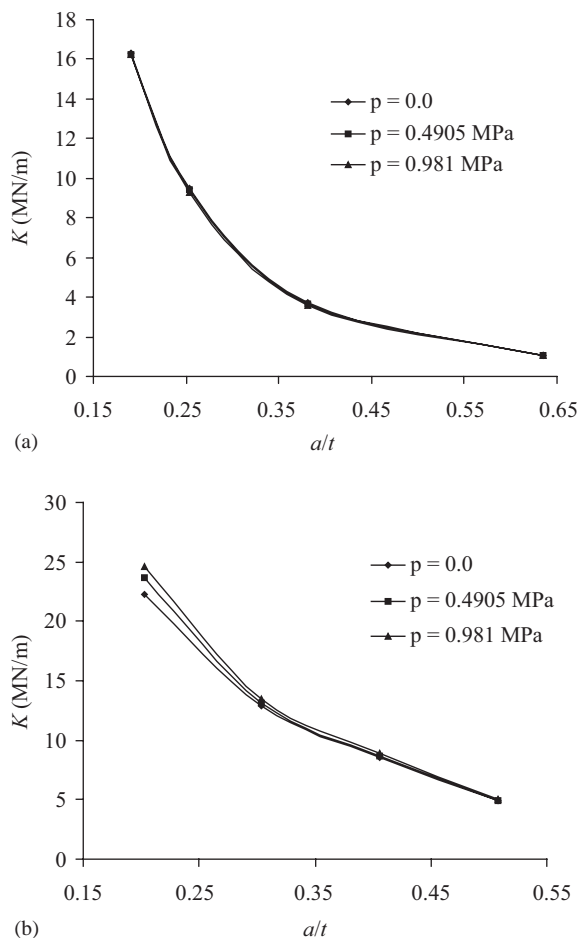 18
16
14
12
10
8
6
4
2
0
K (MN/m)
p = 0.0
p = 0.4905 MPa
p = 0.981 MPa
0.15 0.25 0.35 0.45 0.55 0.65
(a) a/t
30
25
20
15
10
5
0
K (MN/m)
p = 0.0
p = 0.4905 MPa
p = 0.981 MPa
0.15 0.25 0.35 0.45 0.55
(b) a/t